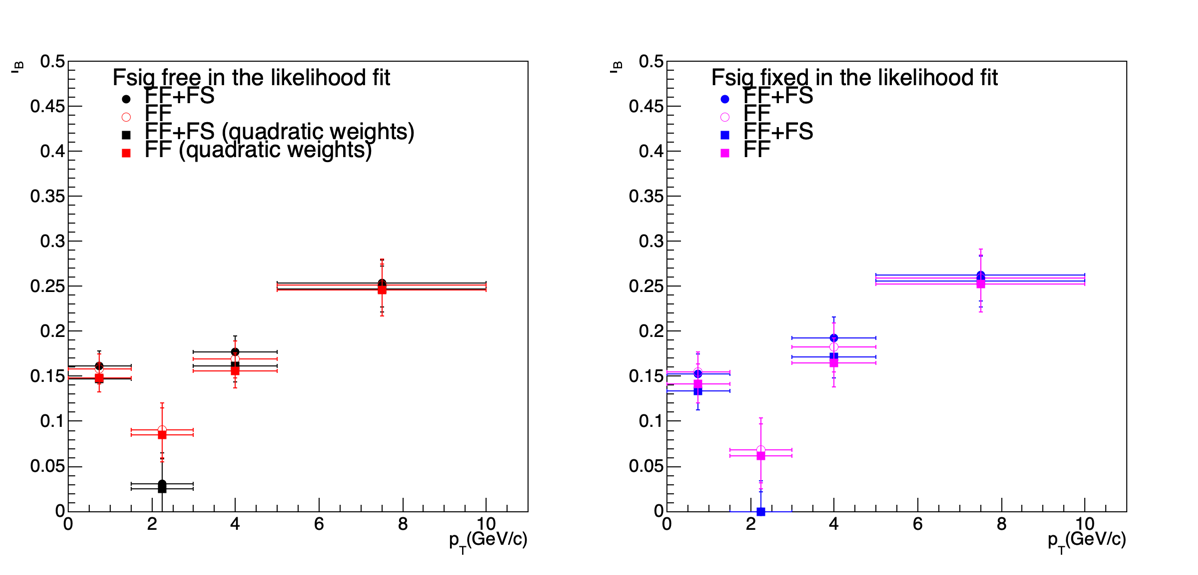 Fsig free in the likelihood fit
FF+FS
FF
FF+FS (quadratic weights)
FF (quadratic weights)
0.5
0.45
0.4
0.35
0.3
0.25
0.2
0.15
0.1
0.05
0
0 2 4 6 8 10
pT(GeV/c)
Fsig fixed in the likelihood fit
FF+FS
FF
FF+FS
FF
0.5
0.45
0.4
0.35
0.3
0.25
0.2
0.15
0.1
0.05
0
0 2 4 6 8 10
pT(GeV/c)